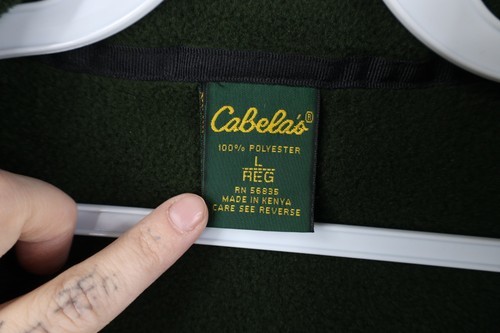 Cabela's®
100% POLYESTER
L
REG
RN 56835
MADE IN KENYA
CARE SEE REVERSE